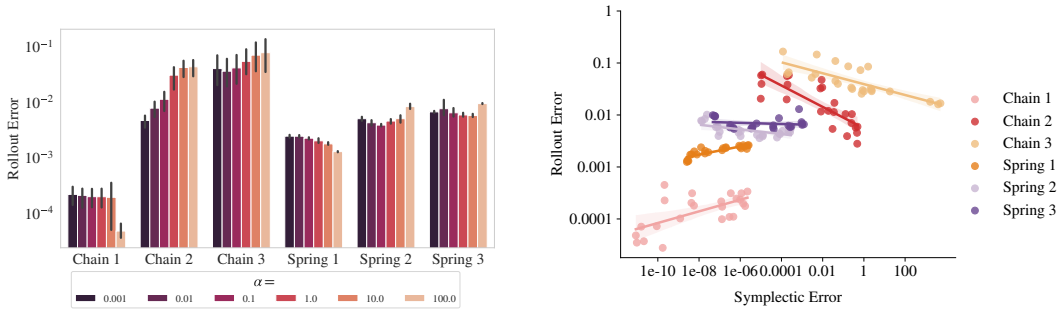 Rollout Error
10⁻¹
10⁻²
10⁻³
10⁻⁴
Chain 1 Chain 2 Chain 3 Spring 1 Spring 2 Spring 3
α =
0.001 0.01 0.1 1.0 10.0 100.0
Rollout Error
1
0.1
0.01
0.001
0.0001
1e-10 1e-08 1e-06 0.0001 0.01 1 100
Symplectic Error
Chain 1
Chain 2
Chain 3
Spring 1
Spring 2
Spring 3